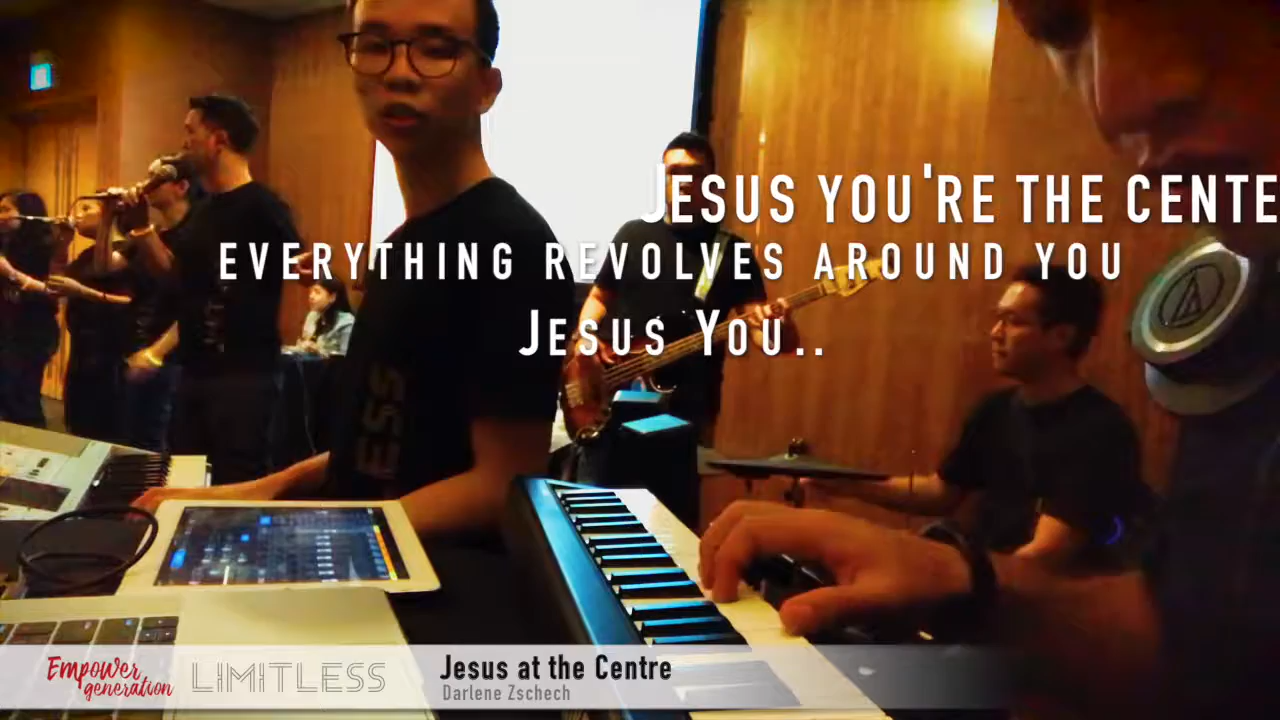 Jesus you're the cente
everything revolves around you
Jesus You..
ESS
Empower
generation
LIMITLESS
Jesus at the Centre
Darlene Zschech